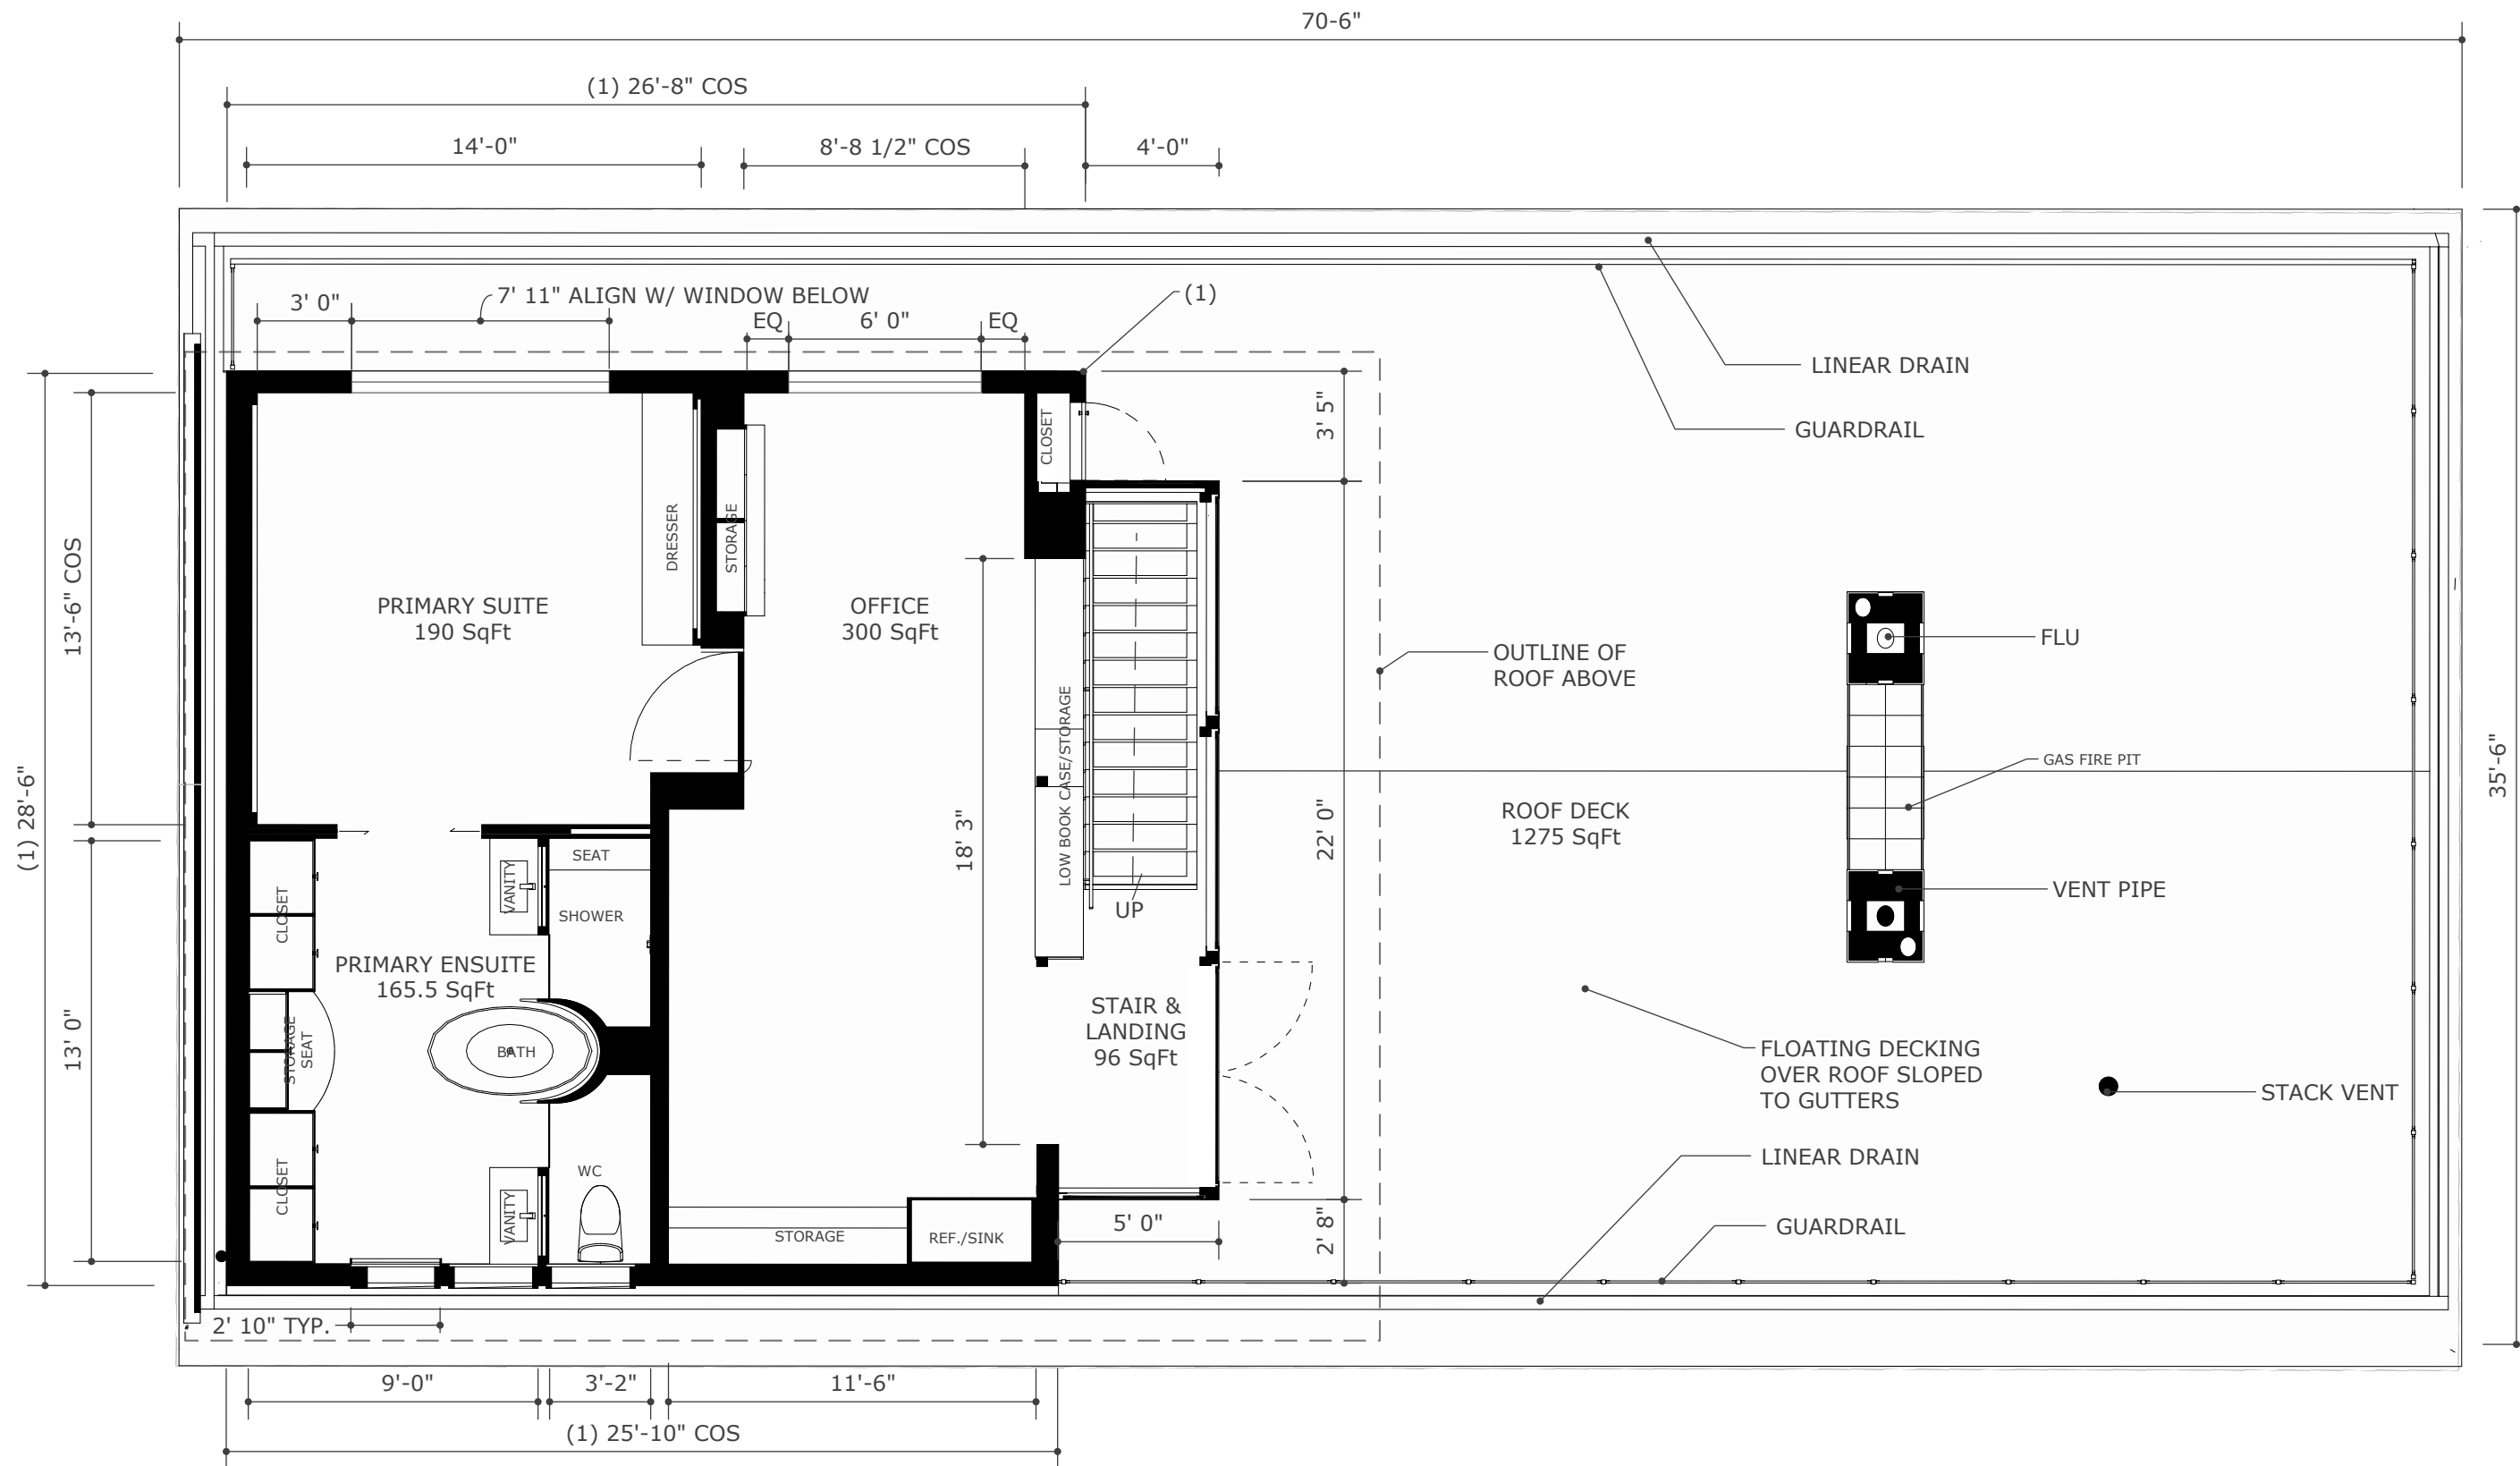 70-6"
(1) 26'-8" COS
14'-0"
8'-8 1/2" COS
4'-0"
3' 0"
7' 11" ALIGN W/ WINDOW BELOW
EQ
6' 0"
EQ
(1)
LINEAR DRAIN
GUARDRAIL
3' 5"
CLOSET
DRESSER
STORAGE
13'-6" COS
PRIMARY SUITE
190 SqFt
OFFICE
300 SqFt
OUTLINE OF
ROOF ABOVE
FLU
GAS FIRE PIT
35'-6"
(1) 28'-6"
LOW BOOK CASE/STORAGE
18' 3"
22' 0"
ROOF DECK
1275 SqFt
SEAT
VANITY
SHOWER
CLOSET
UP
VENT PIPE
PRIMARY ENSUITE
165.5 SqFt
13' 0"
STORAGE
SEAT
BATH
STAIR &
LANDING
96 SqFt
FLOATING DECKING
OVER ROOF SLOPED
TO GUTTERS
STACK VENT
LINEAR DRAIN
CLOSET
WC
VANITY
STORAGE
REF./SINK
5' 0"
2' 8"
GUARDRAIL
2' 10" TYP.
9'-0"
3'-2"
11'-6"
(1) 25'-10" COS